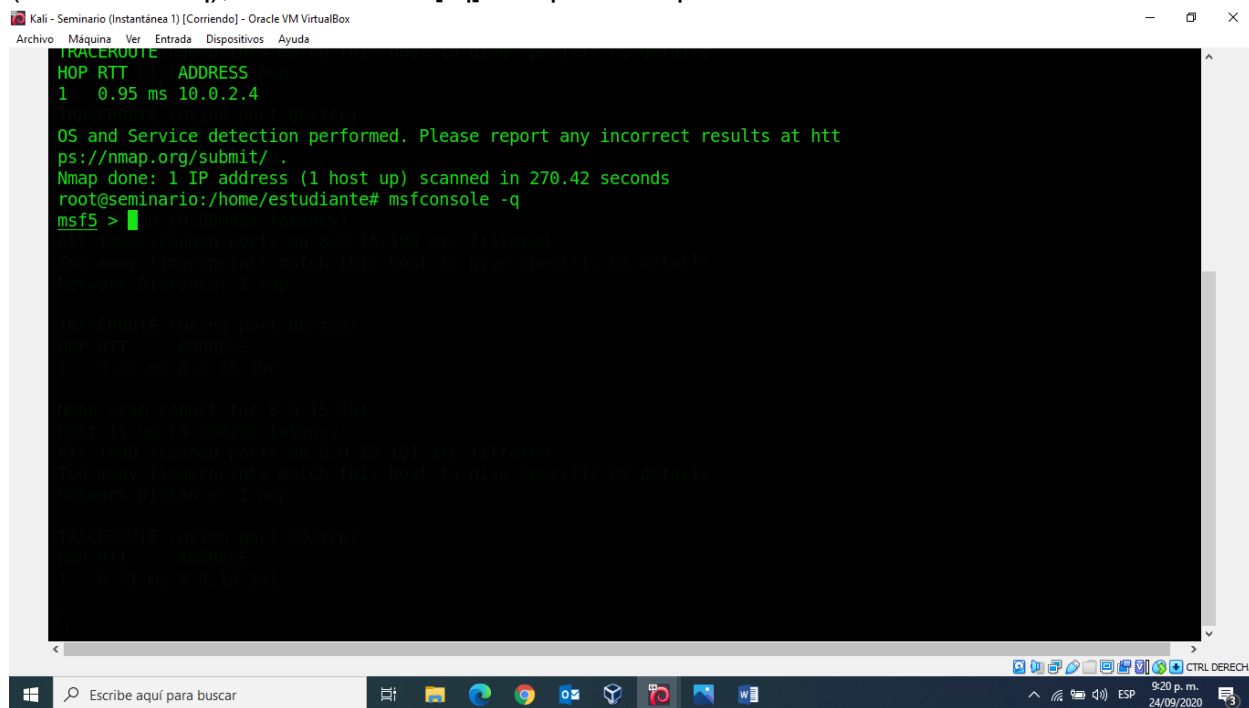 Kali - Seminario (Instantánea 1) [Corriendo] - Oracle VM VirtualBox
Archivo Máquina Ver Entrada Dispositivos Ayuda
TRACEROUTE
HOP RTT ADDRESS
1 0.95 ms 10.0.2.4
TRACEROUTE (using port 80/tcp)
OS and Service detection performed. Please report any incorrect results at htt
ps://nmap.org/submit/ .
Nmap done: 1 IP address (1 host up) scanned in 270.42 seconds
root@seminario:/home/estudiante# msfconsole -q
msf5 >
(0.00049s latency).
All 1000 scanned ports on 8.0.15.190 are filtered
Too many fingerprints match this host to give specific OS details
Network Distance: 1 hop
TRACEROUTE (using port 80/tcp)
HOP RTT ADDRESS
1 0.60 ms 8.0.15.190
Nmap scan report for 8.0.15.191
Host is up (0.00029s latency).
All 1000 scanned ports on 8.0.15.191 are filtered
Too many fingerprints match this host to give specific OS details
Network Distance: 1 hop
TRACEROUTE (using port 80/tcp)
HOP RTT ADDRESS
1 0.51 ms 8.0.15.191
CTRL DERECH
Escribe aquí para buscar
ESP
9:20 p. m.
24/09/2020
3